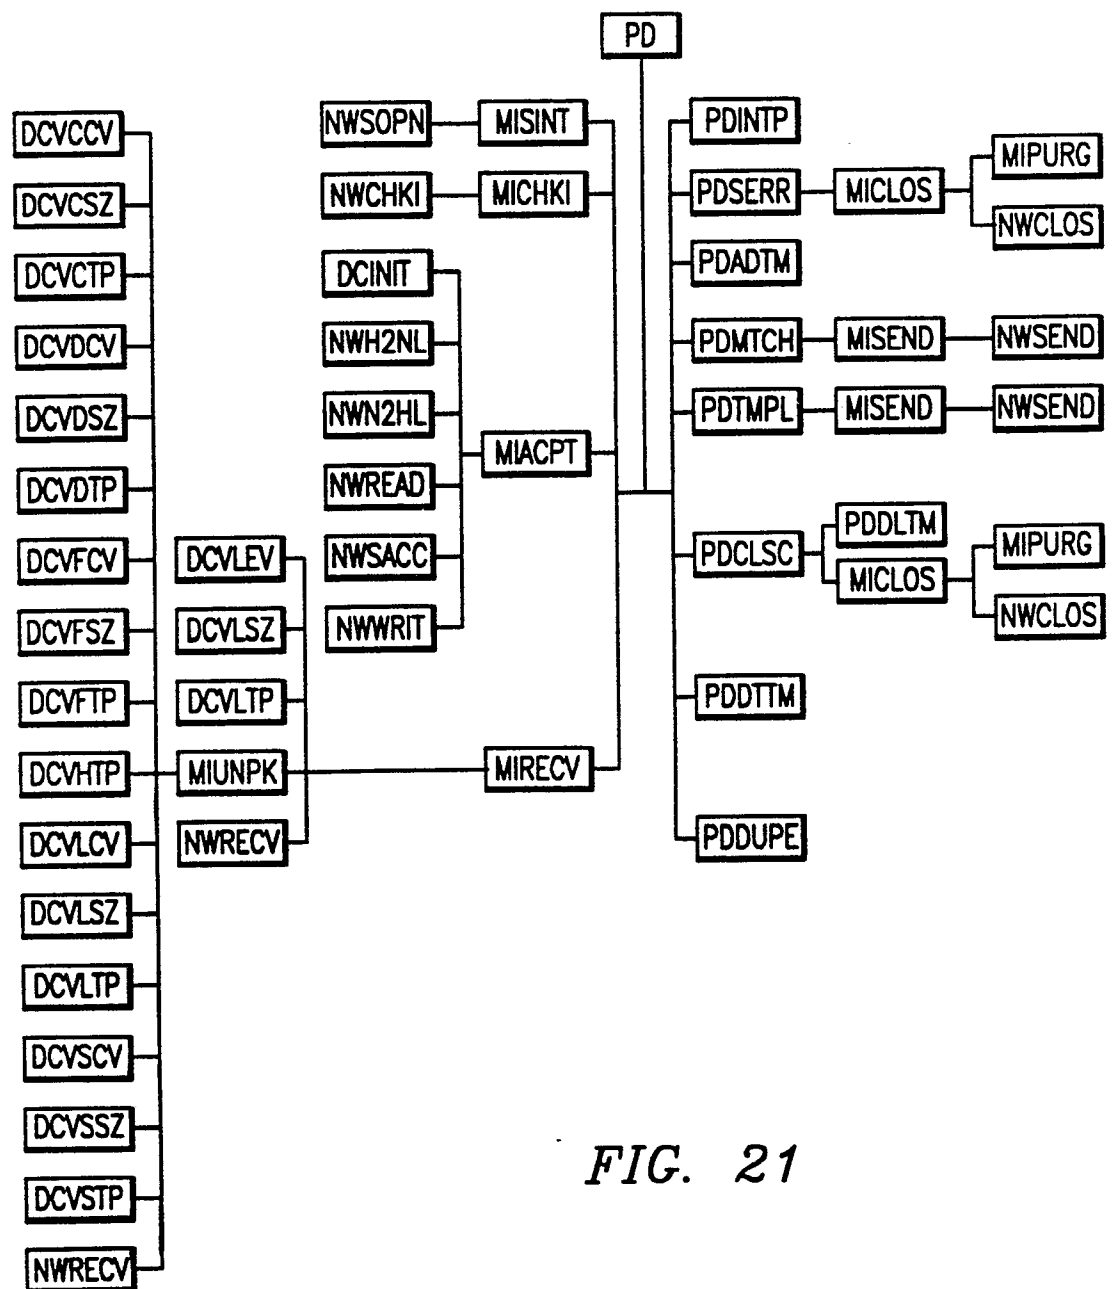 PD
NWSOPN MISINT PDINTP
DCVCCV MIPURG
NWCHKI MICHKI PDSERR MICLOS
DCVCSZ NWCLOS
DCVCTP DCINIT PDADTM
DCVDCV NWH2NL PDMTCH MISEND NWSEND
DCVDSZ NWN2HL PDTMPL MISEND NWSEND
MIACPT
DCVDTP NWREAD PDDLTM
DCVFCV DCVLEV NWSACC PDCLSC MIPURG
MICLOS
DCVFSZ DCVLSZ NWWRIT NWCLOS
DCVFTP DCVLTP PDDTTM
DCVHTP MIUNPK MIRECV
DCVLCV NWRECV PDDUPE
DCVLSZ
DCVLTP
DCVSCV
DCVSSZ
DCVSTP
NWRECV
FIG. 21